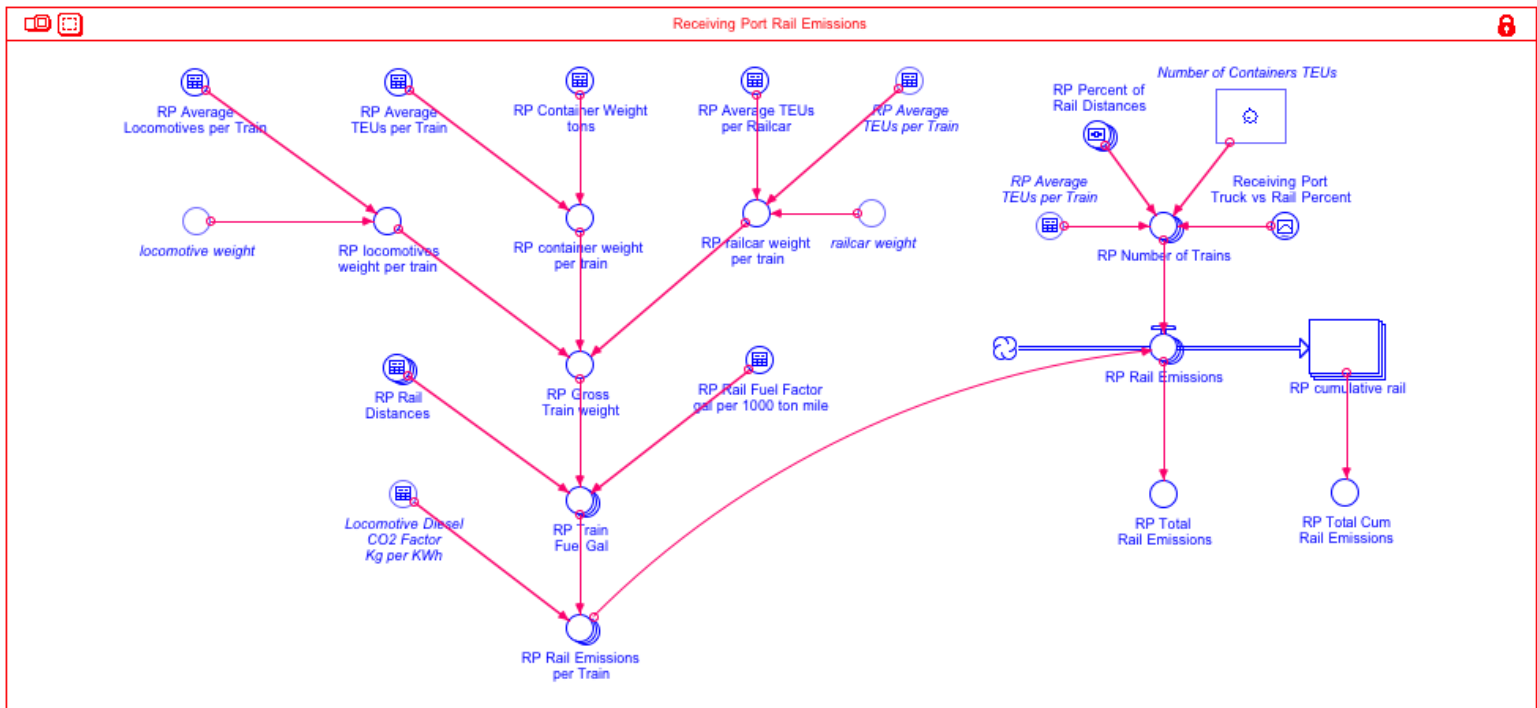 Receiving Port Rail Emissions
RP Average
Locomotives per Train
RP Average
TEUs per Train
RP Container Weight
tons
RP Average TEUs
per Railcar
RP Average
TEUs per Train
Number of Containers TEUs
RP Percent of
Rail Distances
RP Average
TEUs per Train
Receiving Port
Truck vs Rail Percent
locomotive weight
RP locomotives
weight per train
RP container weight
per train
RP railcar weight
per train
railcar weight
RP Number of Trains
RP Rail
Distances
RP Gross
Train weight
RP Rail Fuel Factor
gal per 1000 ton mile
RP Rail Emissions
RP cumulative rail
Locomotive Diesel
CO2 Factor
Kg per KWh
RP Train
Fuel Gal
RP Total
Rail Emissions
RP Total Cum
Rail Emissions
RP Rail Emissions
per Train